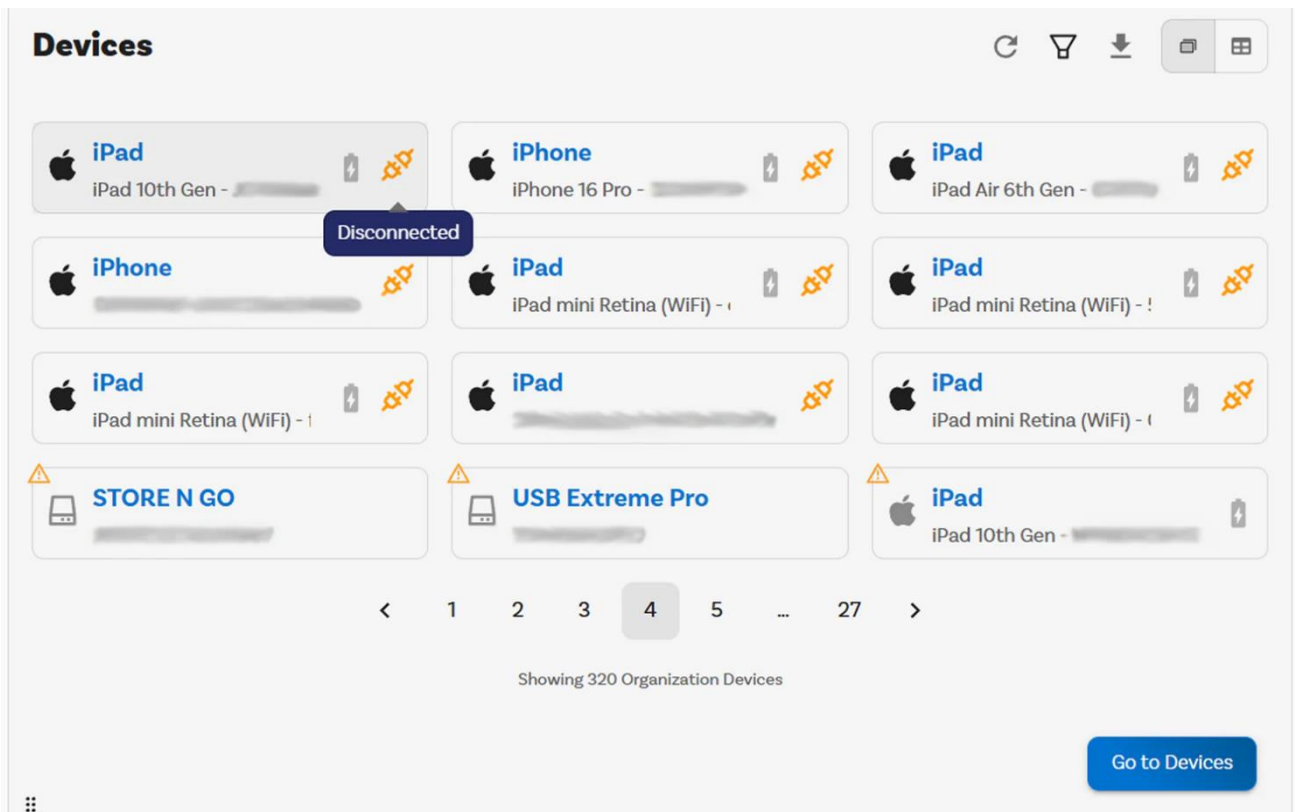 Devices
iPad
iPad 10th Gen -
Disconnected
iPhone
iPhone 16 Pro -
iPad
iPad Air 6th Gen -
iPhone
iPad
iPad mini Retina (WiFi) -
iPad
iPad mini Retina (WiFi) -
iPad
iPad mini Retina (WiFi) -
iPad
iPad
iPad mini Retina (WiFi) -
STORE N GO
USB Extreme Pro
iPad
iPad 10th Gen -
< 1 2 3 4 5 ... 27 >
Showing 320 Organization Devices
Go to Devices